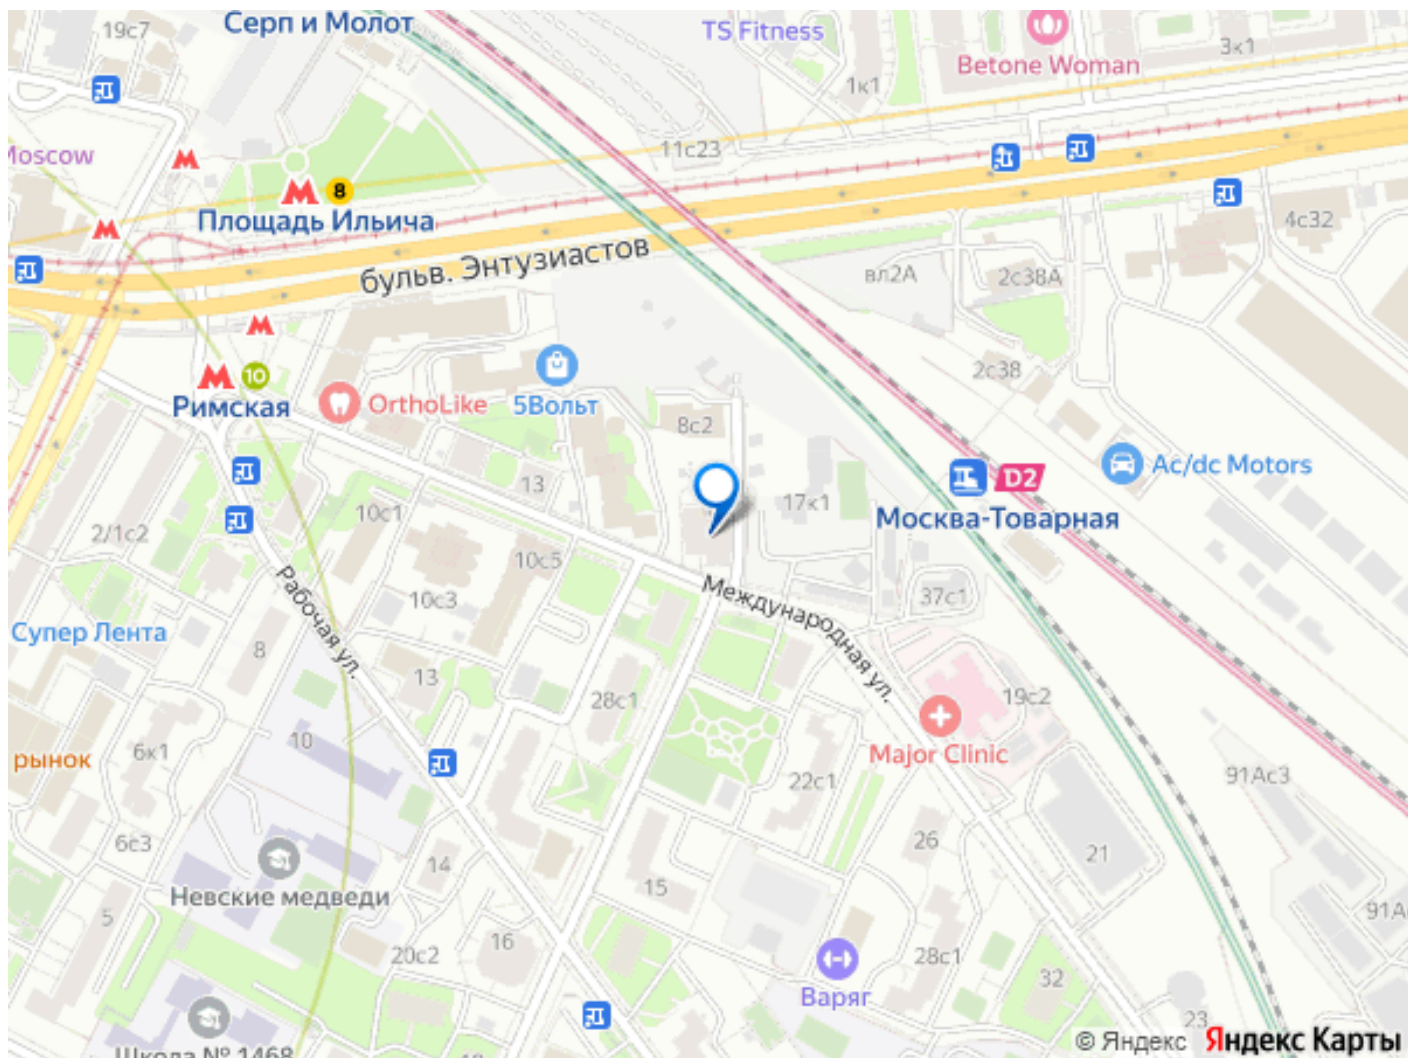 Серп и Молот
19с7
TS Fitness
Betone Woman
3к1
1к1
Moscow
11с23
8
Площадь Ильича
4с32
бульв. Энтузиастов
вл2А
2с38А
10
Римская
OrthoLike
5Вольт
2с38
8с2
Ac/dc Motors
D2
13
17к1
Москва-Товарная
10с1
2/1с2
10с5
Международная ул.
37с1
10с3
Рабочая ул.
Супер Лента
8
13
28с1
19с2
10
6к1
рынок
Major Clinic
22с1
91Ас3
26
21
6е3
14
Невские медведи
15
5
91А
16
20с2
28с1
32
Варяг
23
Школа № 1468
© Яндекс Яндекс Карты